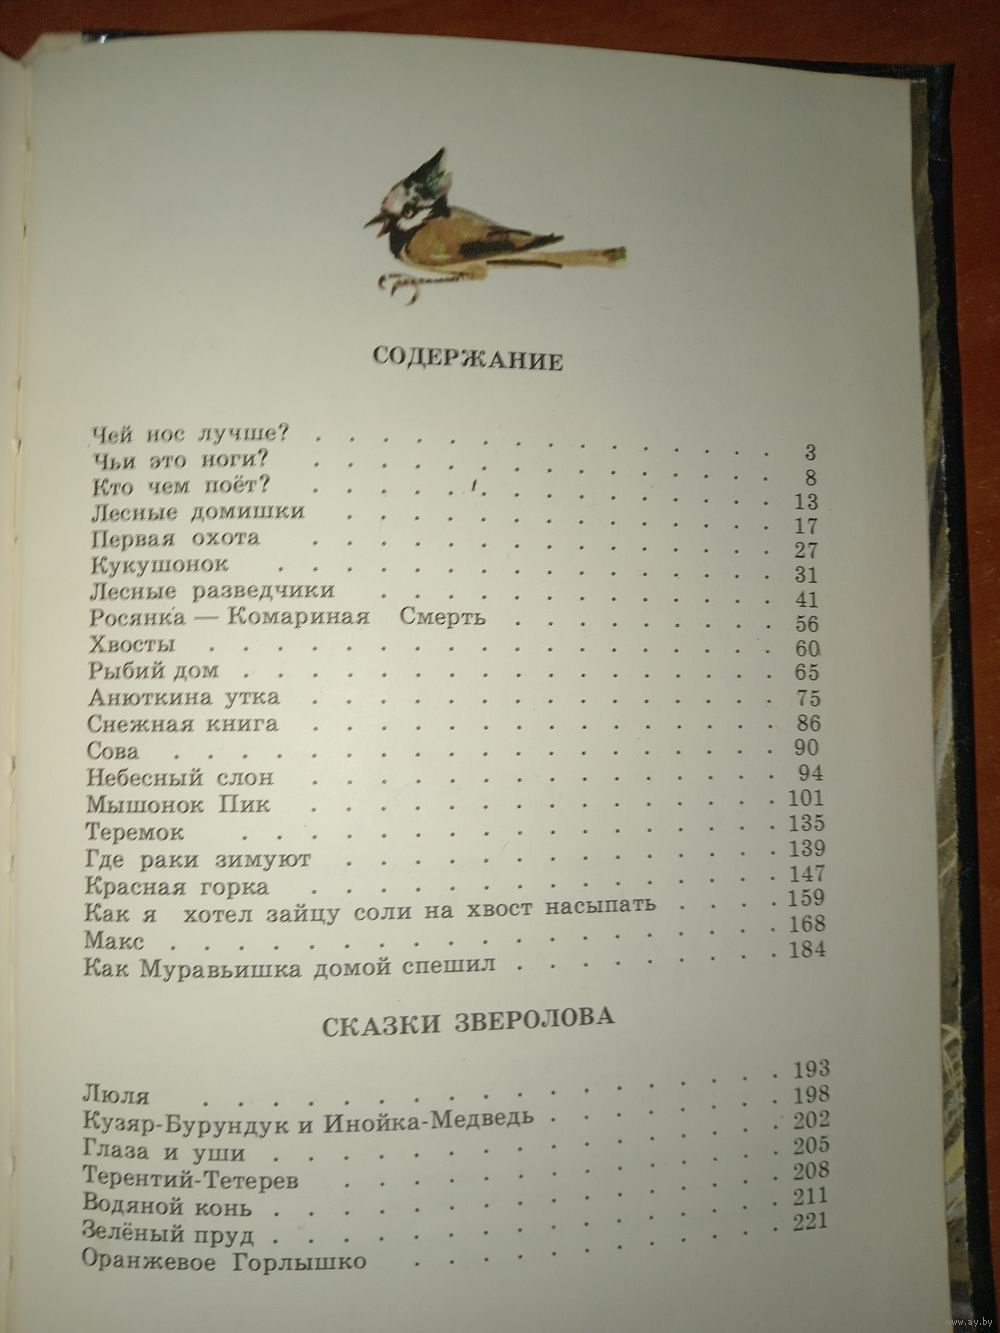 СОДЕРЖАНИЕ
Чей нос лучше? . . . . . . . . . . . . . . 3
Чьи это ноги? . . . . . . . . . . . . . . 8
Кто чем поёт? . . . . . . . . . . . . . . 13
Лесные домишки . . . . . . . . . . . . . 17
Первая охота . . . . . . . . . . . . . . 27
Кукушонок . . . . . . . . . . . . . . . 31
Лесные разведчики . . . . . . . . . . . . 41
Росянка — Комариная Смерть . . . . . . . . 56
Хвосты . . . . . . . . . . . . . . . . . 60
Рыбий дом . . . . . . . . . . . . . . . . 65
Анюткина утка . . . . . . . . . . . . . . 75
Снежная книга . . . . . . . . . . . . . . 86
Сова . . . . . . . . . . . . . . . . . . 90
Небесный слон . . . . . . . . . . . . . . 94
Мышонок Пик . . . . . . . . . . . . . . 101
Теремок . . . . . . . . . . . . . . . . 135
Где раки зимуют . . . . . . . . . . . . . 139
Красная горка . . . . . . . . . . . . . . 147
Как я хотел зайцу соли на хвост насыпать . . . . 159
Макс . . . . . . . . . . . . . . . . . . 168
Как Муравьишка домой спешил . . . . . . . . 184
СКАЗКИ ЗВЕРОЛОВА
Люля . . . . . . . . . . . . . . . . . 193
Кузяр-Бурундук и Инойка-Медведь . . . . . . . 198
Глаза и уши . . . . . . . . . . . . . . . 202
Терентий-Тетерев . . . . . . . . . . . . . 205
Водяной конь . . . . . . . . . . . . . . . 208
Зелёный пруд . . . . . . . . . . . . . . . 211
Оранжевое Горлышко . . . . . . . . . . . 221
www.ay.by